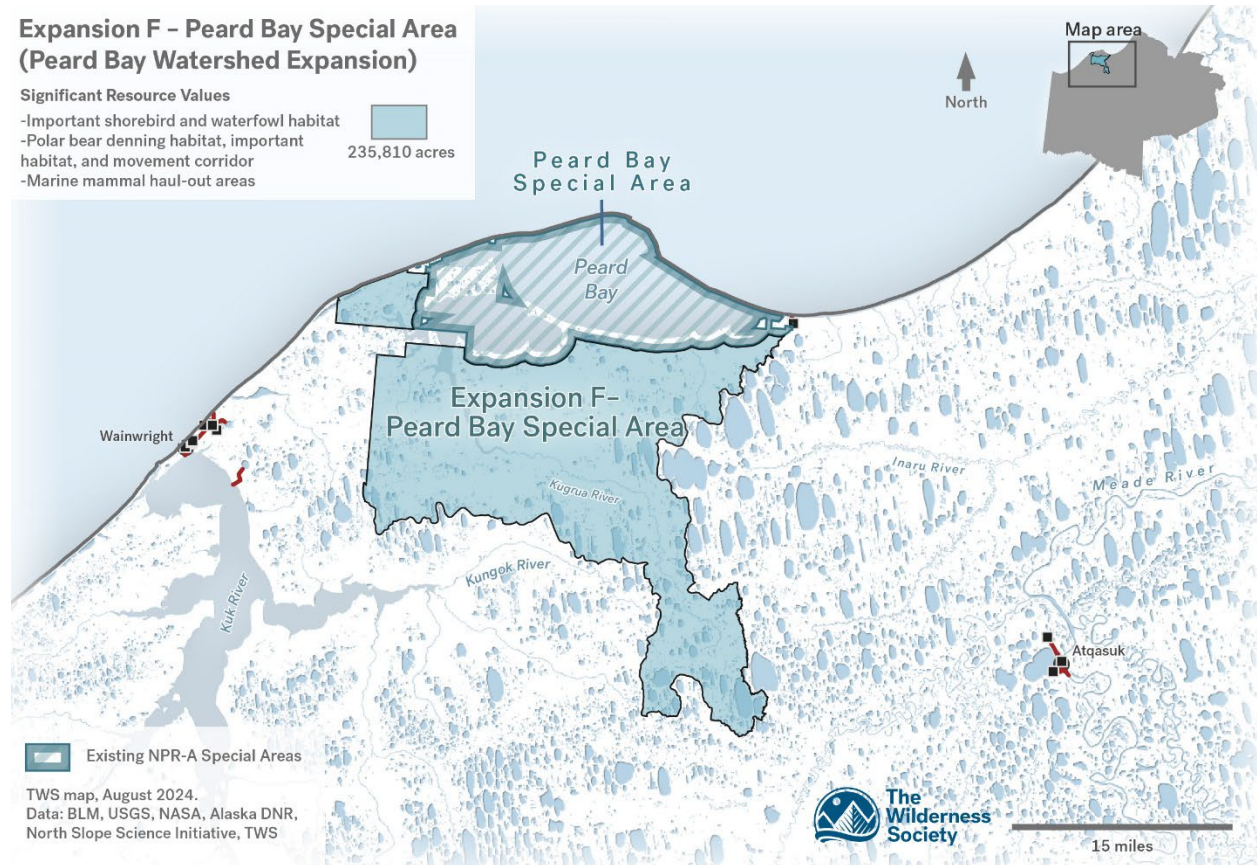 Expansion F – Peard Bay Special Area
(Peard Bay Watershed Expansion)
Significant Resource Values
-Important shorebird and waterfowl habitat
-Polar bear denning habitat, important
habitat, and movement corridor
-Marine mammal haul-out areas
235,810 acres
Map area
North
Peard Bay
Special Area
Peard
Bay
Expansion F–
Peard Bay Special Area
Wainwright
Inaru River
Meade River
Kugrua River
Kungok River
Kuk River
Atqasuk
Existing NPR-A Special Areas
TWS map, August 2024.
Data: BLM, USGS, NASA, Alaska DNR,
North Slope Science Initiative, TWS
The
Wilderness
Society
15 miles